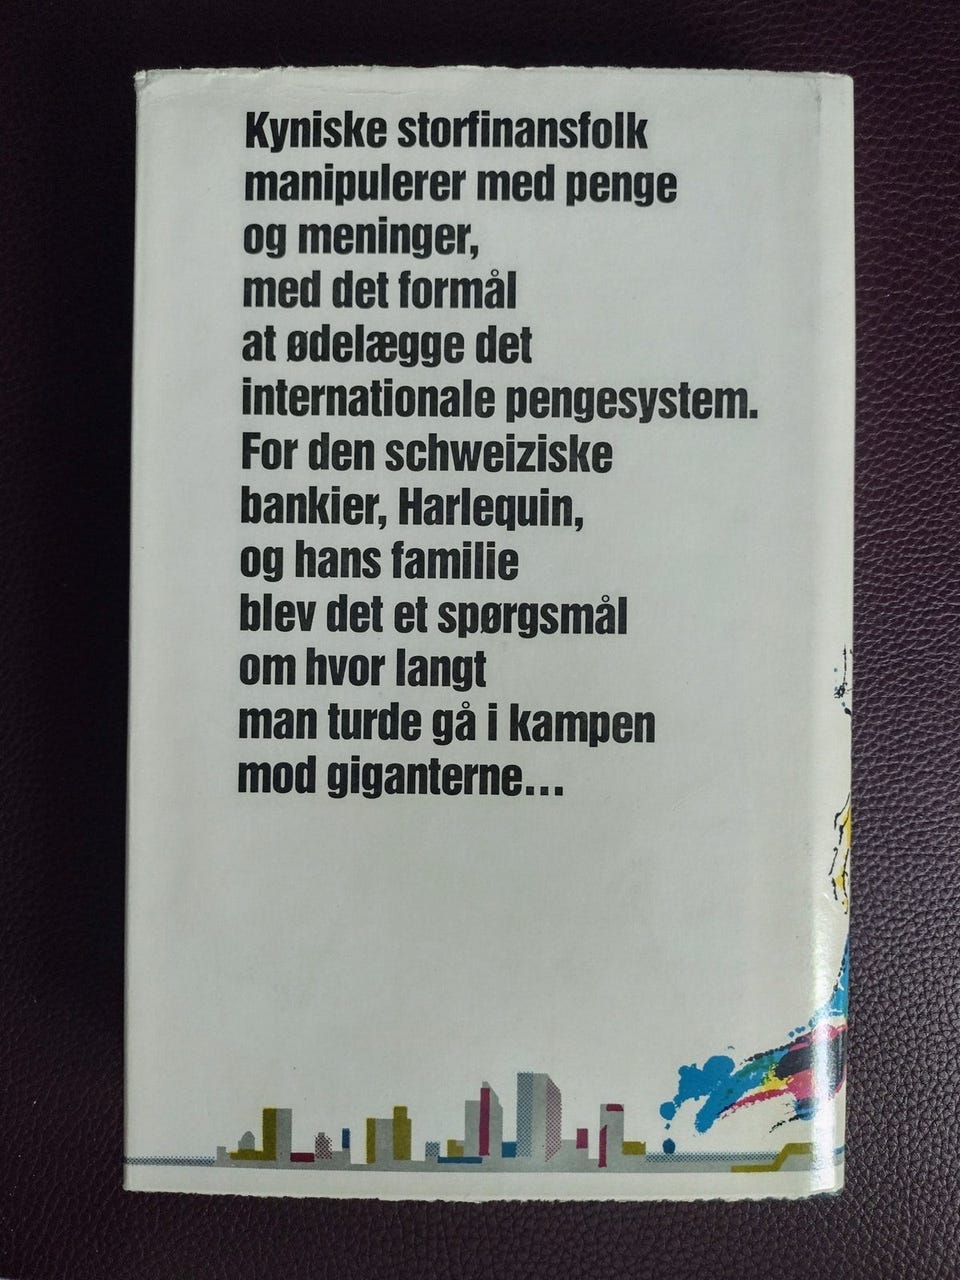 Kyniske storfinansfolk
manipulerer med penge
og meninger,
med det formål
at ødelægge det
internationale pengesystem.
For den schweiziske
bankier, Harlequin,
og hans familie
blev det et spørgsmål
om hvor langt
man turde gå i kampen
mod giganterne...